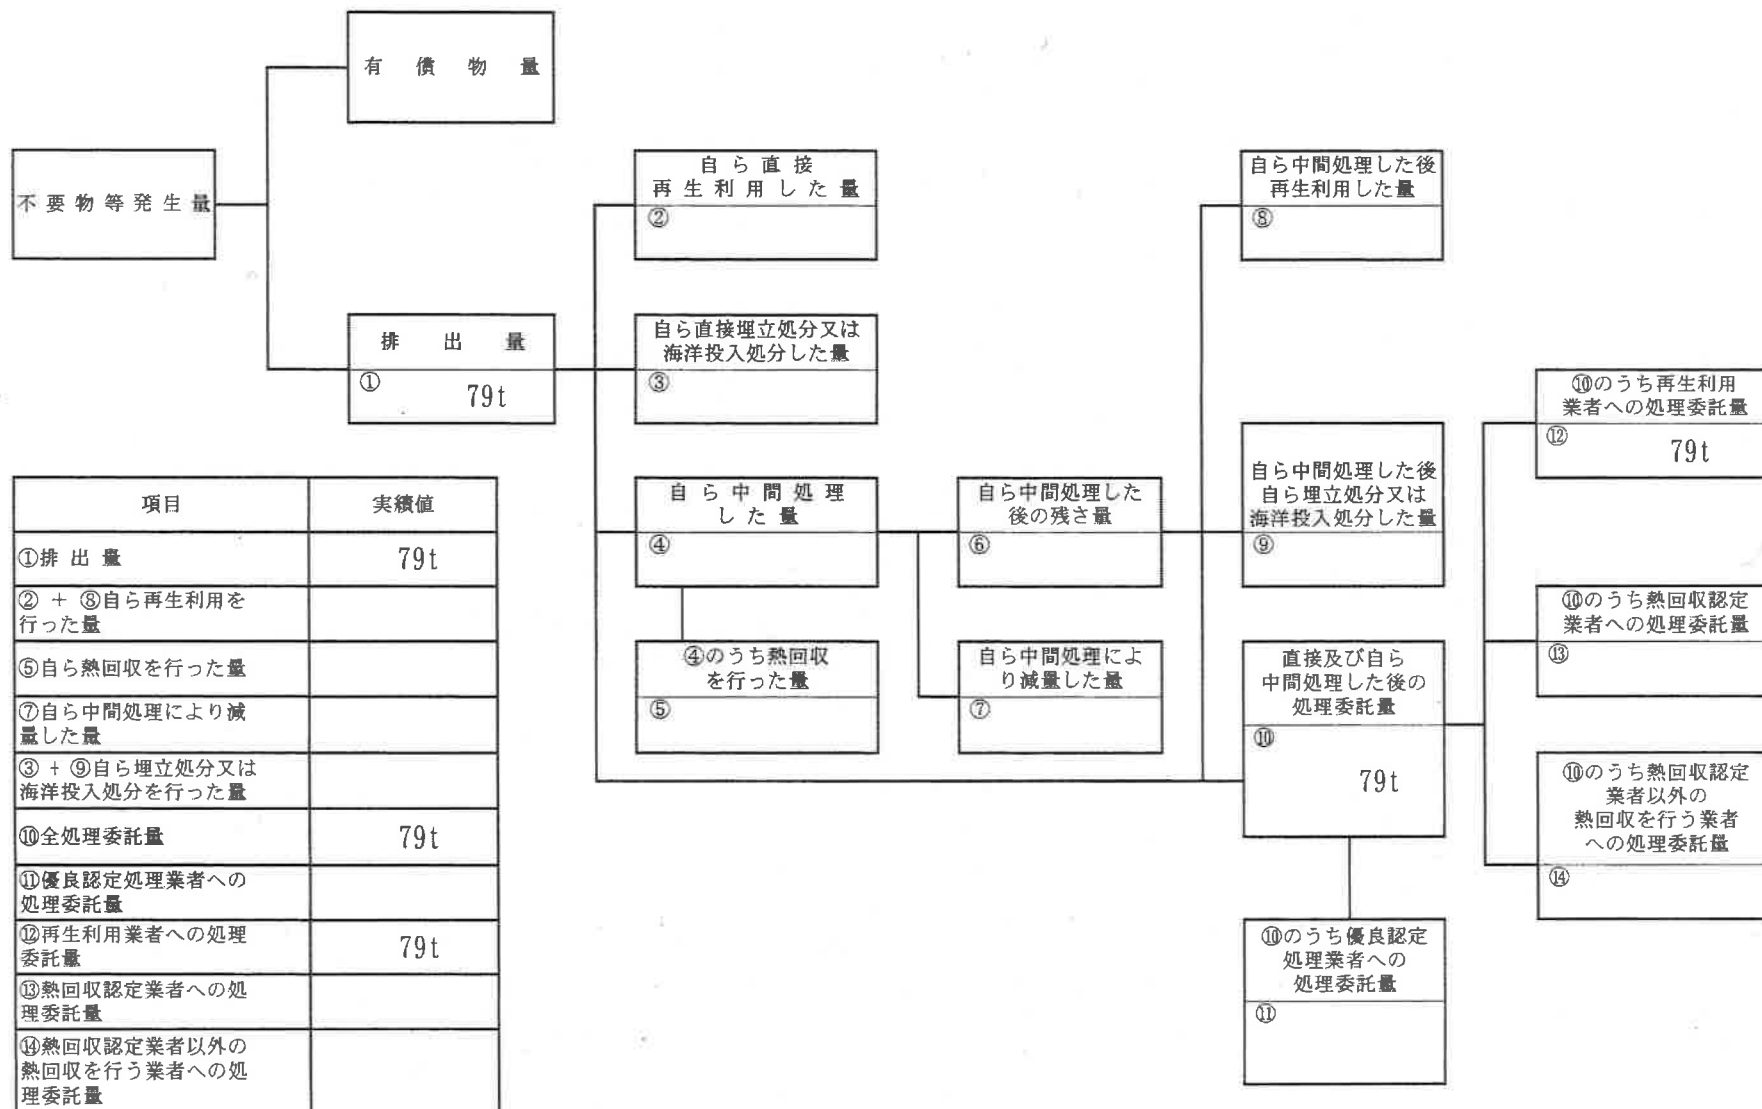 有償物量
不要物等発生量
排出量
① 79t
自ら直接
再生利用した量
②
自ら直接埋立処分又は
海洋投入処分した量
③
自ら中間処理
した量
④
④のうち熱回収
を行った量
⑤
自ら中間処理した
後の残さ量
⑥
自ら中間処理によ
り減量した量
⑦
自ら中間処理した後
再生利用した量
⑧
自ら中間処理した後
自ら埋立処分又は
海洋投入処分した量
⑨
直接及び自ら
中間処理した後の
処理委託量
⑩
79t
⑩のうち優良認定
処理業者への
処理委託量
⑪
⑩のうち再生利用
業者への処理委託量
⑫ 79t
⑩のうち熱回収認定
業者への処理委託量
⑬
⑩のうち熱回収認定
業者以外の
熱回収を行う業者
への処理委託量
⑭
項目 実績値
①排出量 79t
② + ⑧自ら再生利用を
行った量
⑤自ら熱回収を行った量
⑦自ら中間処理により減
量した量
③ + ⑨自ら埋立処分又は
海洋投入処分を行った量
⑩全処理委託量 79t
⑪優良認定処理業者への
処理委託量
⑫再生利用業者への処理
委託量 79t
⑬熱回収認定業者への処
理委託量
⑭熱回収認定業者以外の
熱回収を行う業者への処
理委託量